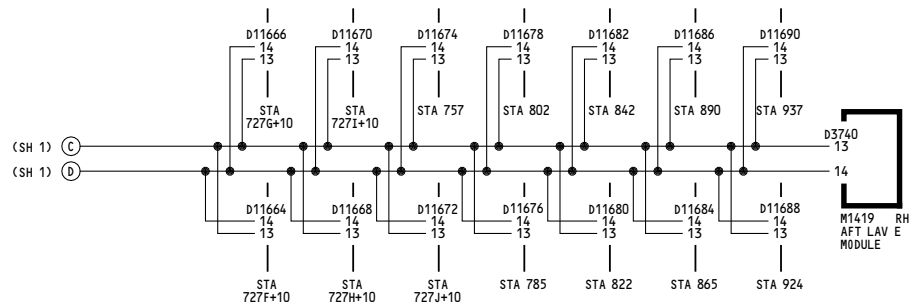 D11666 D11670 D11674 D11678 D11682 D11686 D11690
14 14 14 14 14 14 14
13 13 13 13 13 13 13
STA 727G+10 STA 727I+10 STA 757 STA 802 STA 842 STA 890 STA 937
D3740
(SH 1) C 13
(SH 1) D 14
D11664 D11668 D11672 D11676 D11680 D11684 D11688
14 14 14 14 14 14 14
13 13 13 13 13 13 13
M1419 RH
AFT LAV E
MODULE
STA 727F+10 STA 727H+10 STA 727J+10 STA 785 STA 822 STA 865 STA 924